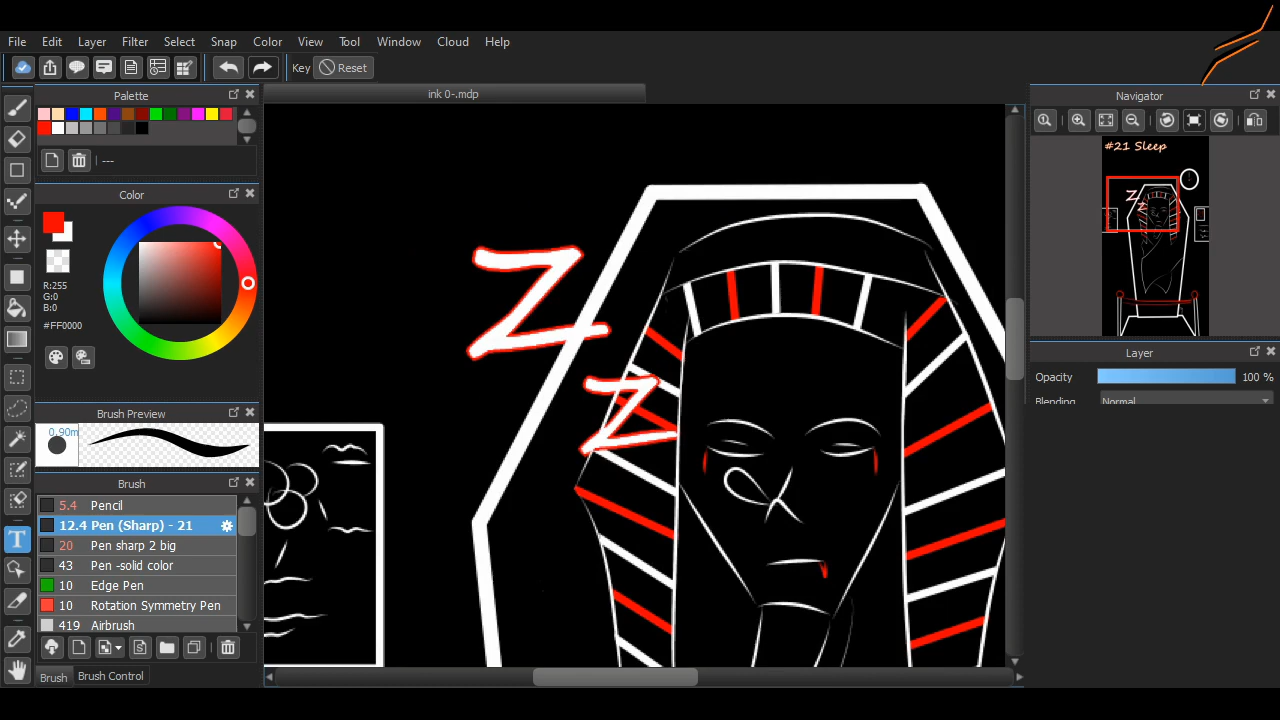 File Edit Layer Filter Select Snap Color View Tool Window Cloud Help
Key Reset
Palette
---
Color
R:255
G:0
B:0
#FF0000
Brush Preview
0.90m
Brush
5.4 Pencil
12.4 Pen (Sharp) - 21
20 Pen sharp 2 big
43 Pen -solid color
10 Edge Pen
10 Rotation Symmetry Pen
419 Airbrush
Brush Brush Control
ink 0-.mdp
Z
Z
Navigator
#21 Sleep
Layer
Opacity 100 %
Blending Normal